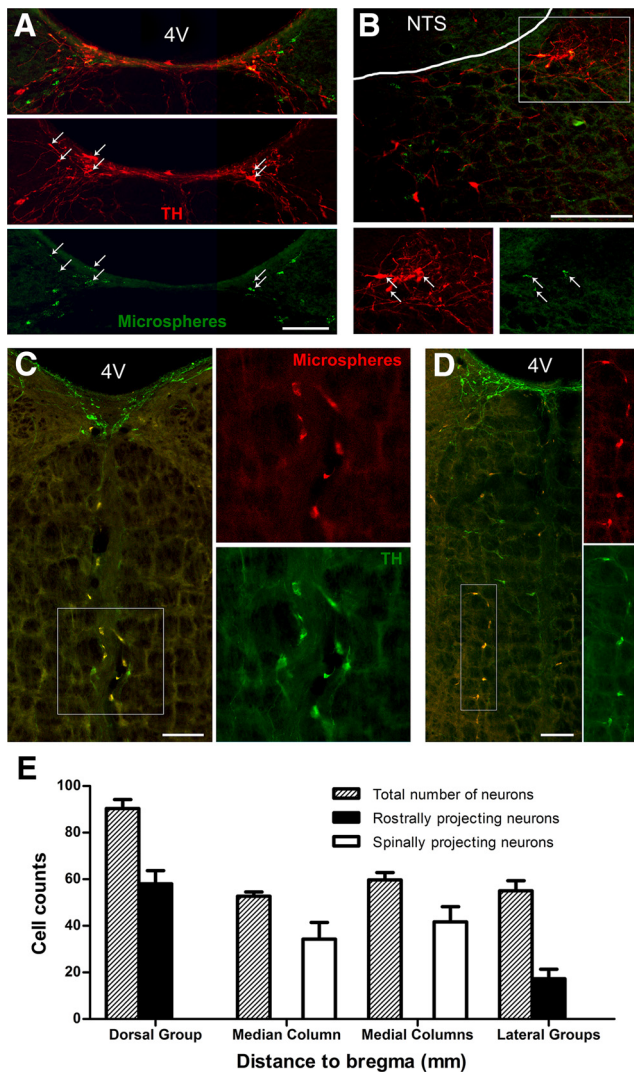 A
4V
TH
Microspheres
B
NTS
C
4V
Microspheres
TH
D
4V
E
100
80
60
40
20
0
Cell counts
Total number of neurons
Rostrally projecting neurons
Spinally projecting neurons
Dorsal Group
Median Column
Medial Columns
Lateral Groups
Distance to bregma (mm)